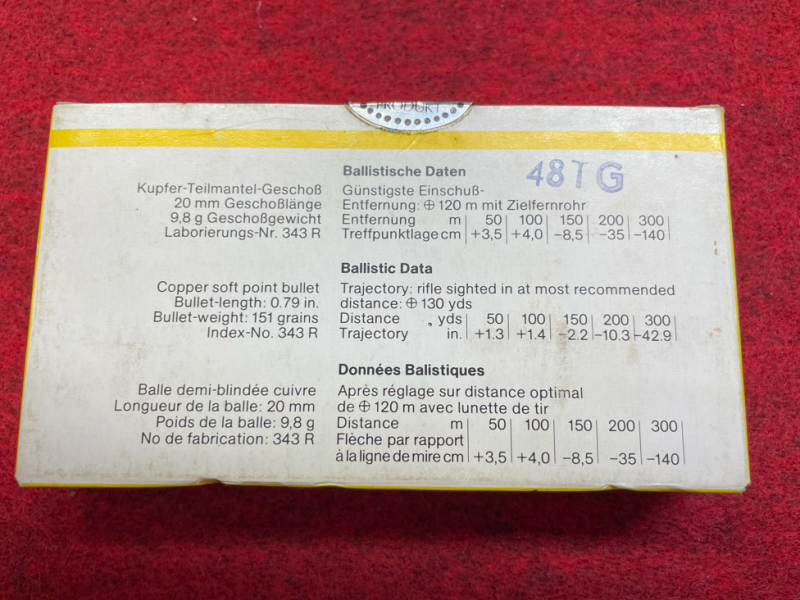 PRODUKT
48TG
Kupfer-Teilmantel-Geschoß
20 mm Geschoßlänge
9,8 g Geschoßgewicht
Laborierungs-Nr. 343 R
Ballistische Daten
Günstigste Einschuß-
Entfernung: ⌖ 120 m mit Zielfernrohr
Entfernung m 50 100 150 200 300
Treffpunktlage cm +3,5 +4,0 −8,5 −35 −140
Copper soft point bullet
Bullet-length: 0.79 in.
Bullet-weight: 151 grains
Index-No. 343 R
Ballistic Data
Trajectory: rifle sighted in at most recommended
distance: ⌖ 130 yds
Distance yds 50 100 150 200 300
Trajectory in. +1.3 +1.4 −2.2 −10.3 −42.9
Balle demi-blindée cuivre
Longueur de la balle: 20 mm
Poids de la balle: 9,8 g
No de fabrication: 343 R
Données Balistiques
Après réglage sur distance optimal
de ⌖ 120 m avec lunette de tir
Distance m 50 100 150 200 300
Flèche par rapport
à la ligne de mire cm +3,5 +4,0 −8,5 −35 −140